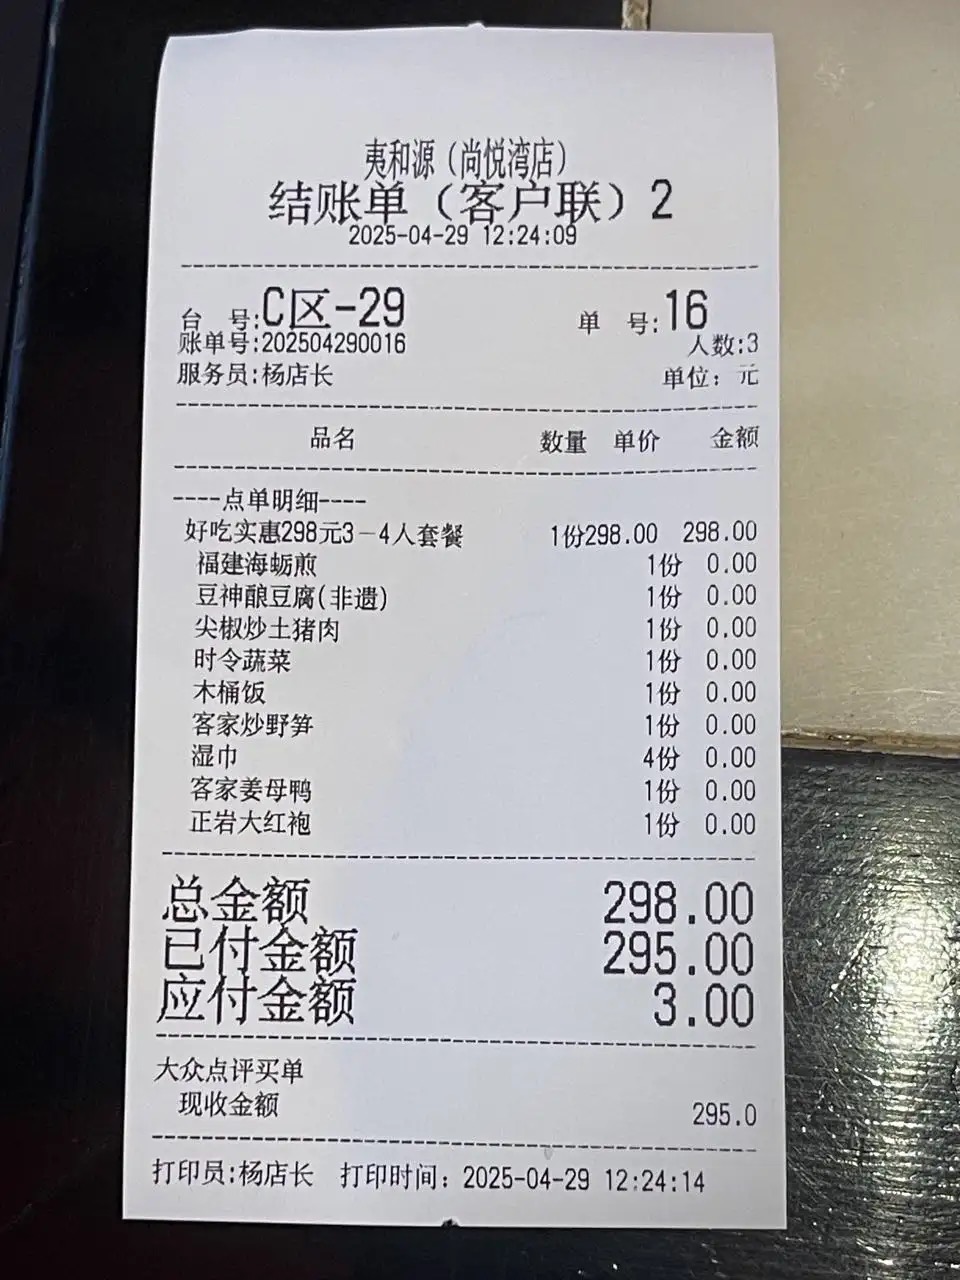 夷和源（尚悦湾店）
结账单（客户联）2
2025-04-29 12:24:09
台 号:C区-29 单 号:16
账单号:202504290016 人数:3
服务员:杨店长 单位：元
品名 数量 单价 金额
----点单明细----
好吃实惠298元3－4人套餐 1份298.00 298.00
福建海蛎煎 1份 0.00
豆神酿豆腐(非遗) 1份 0.00
尖椒炒土猪肉 1份 0.00
时令蔬菜 1份 0.00
木桶饭 1份 0.00
客家炒野笋 1份 0.00
湿巾 4份 0.00
客家姜母鸭 1份 0.00
正岩大红袍 1份 0.00
总金额 298.00
已付金额 295.00
应付金额 3.00
大众点评买单
现收金额 295.0
打印员:杨店长 打印时间：2025-04-29 12:24:14